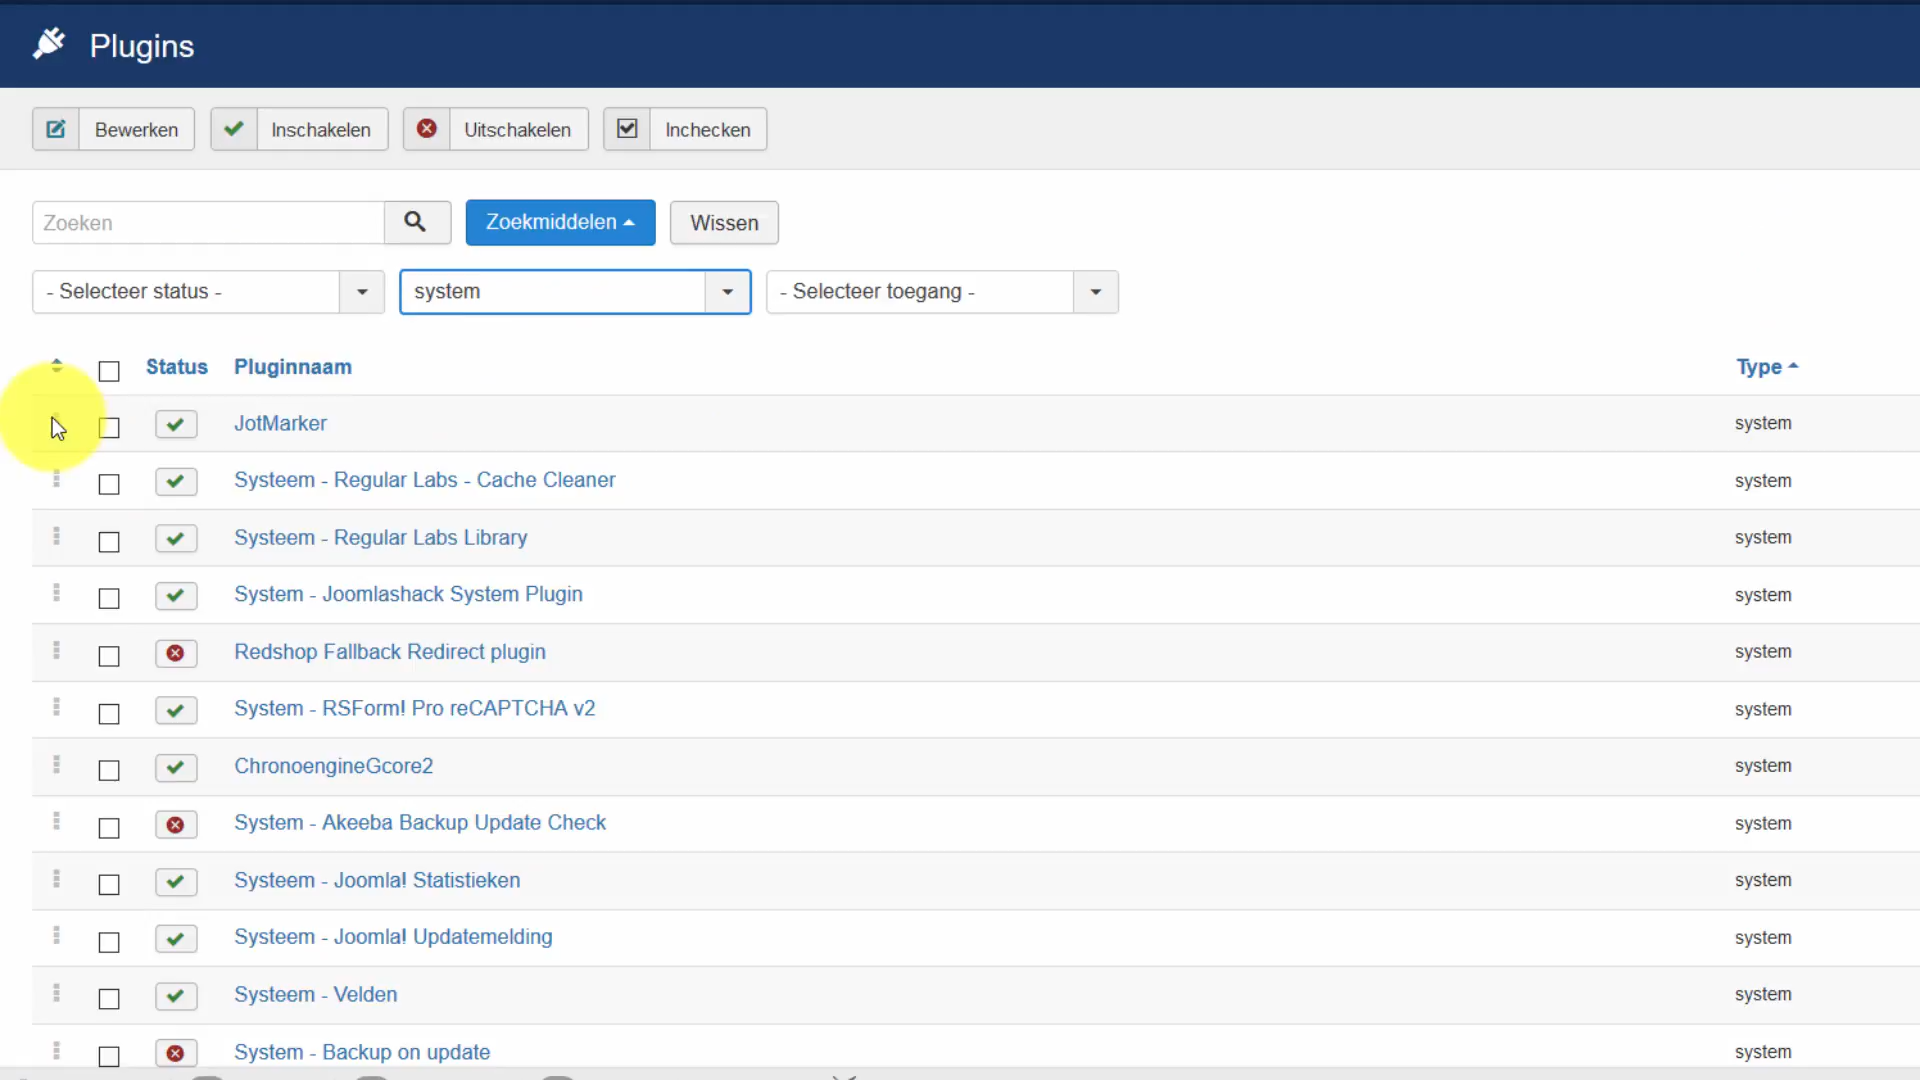 Plugins
Bewerken Inschakelen Uitschakelen Inchecken
Zoeken Zoekmiddelen Wissen
- Selecteer status - system - Selecteer toegang -
Status Pluginnaam Type
JotMarker system
Systeem - Regular Labs - Cache Cleaner system
Systeem - Regular Labs Library system
System - Joomlashack System Plugin system
Redshop Fallback Redirect plugin system
System - RSForm! Pro reCAPTCHA v2 system
ChronoengineGcore2 system
System - Akeeba Backup Update Check system
Systeem - Joomla! Statistieken system
Systeem - Joomla! Updatemelding system
Systeem - Velden system
System - Backup on update system